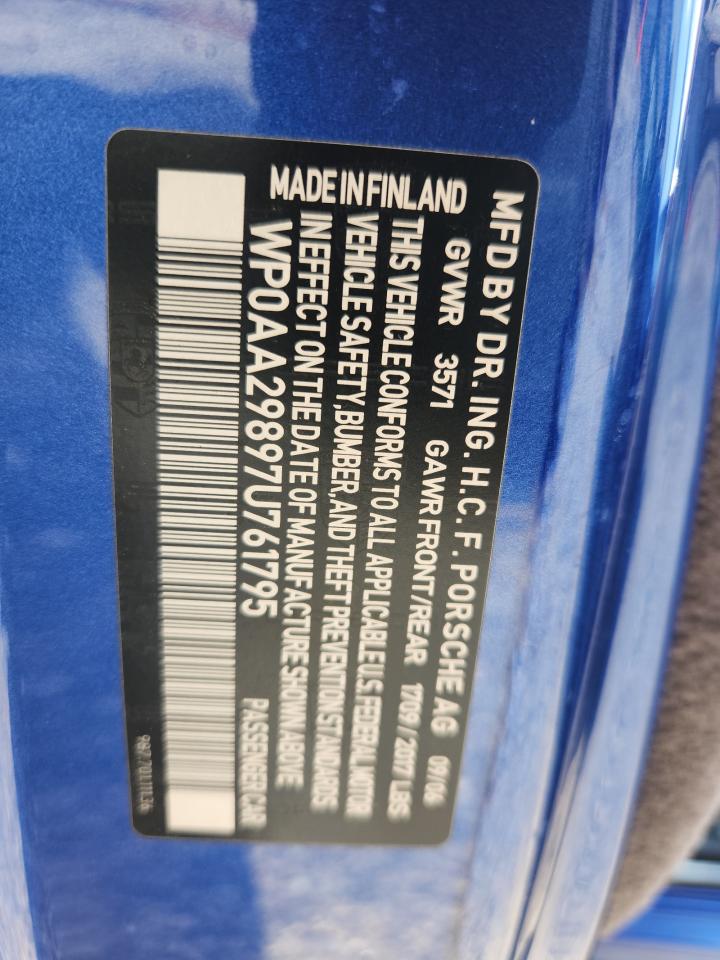 MFD BY DR. ING. H.C. F. PORSCHE AG 09/06
GVWR 3571 GAWR FRONT/REAR 1709 / 2017 LBS
THIS VEHICLE CONFORMS TO ALL APPLICABLE U.S. FEDERAL MOTOR
VEHICLE SAFETY, BUMBER, AND THEFT PREVENTION STANDARDS
IN EFFECT ON THE DATE OF MANUFACTURE SHOWN ABOVE
MADE IN FINLAND
WP0AA29897U761795 PASSENGER CAR